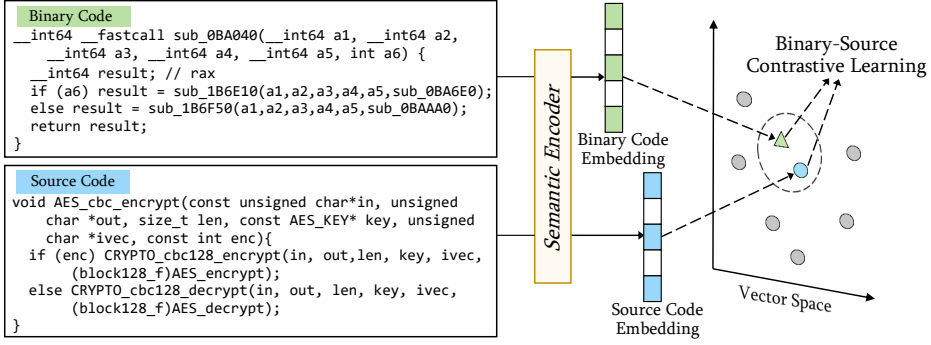 Binary Code
__int64 __fastcall sub_0BA040(__int64 a1, __int64 a2,
__int64 a3, __int64 a4, __int64 a5, int a6) {
__int64 result; // rax
if (a6) result = sub_1B6E10(a1,a2,a3,a4,a5,sub_0BA6E0);
else result = sub_1B6F50(a1,a2,a3,a4,a5,sub_0BAAA0);
return result;
}
Source Code
void AES_cbc_encrypt(const unsigned char*in, unsigned
char *out, size_t len, const AES_KEY* key, unsigned
char *ivec, const int enc){
if (enc) CRYPTO_cbc128_encrypt(in, out,len, key, ivec,
(block128_f)AES_encrypt);
else CRYPTO_cbc128_decrypt(in, out, len, key, ivec,
(block128_f)AES_decrypt);
}
Semantic Encoder
Binary Code
Embedding
Source Code
Embedding
Binary-Source
Contrastive Learning
Vector Space